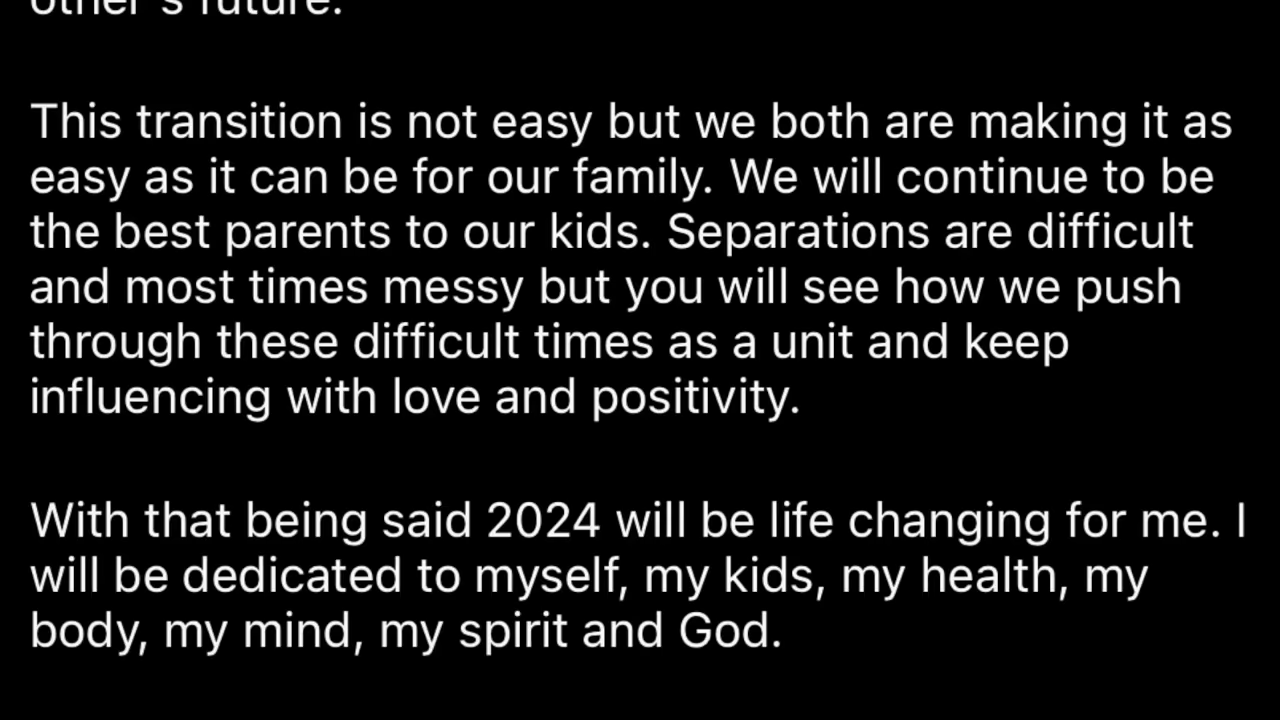 other's future.
This transition is not easy but we both are making it as
easy as it can be for our family. We will continue to be
the best parents to our kids. Separations are difficult
and most times messy but you will see how we push
through these difficult times as a unit and keep
influencing with love and positivity.
With that being said 2024 will be life changing for me. I
will be dedicated to myself, my kids, my health, my
body, my mind, my spirit and God.